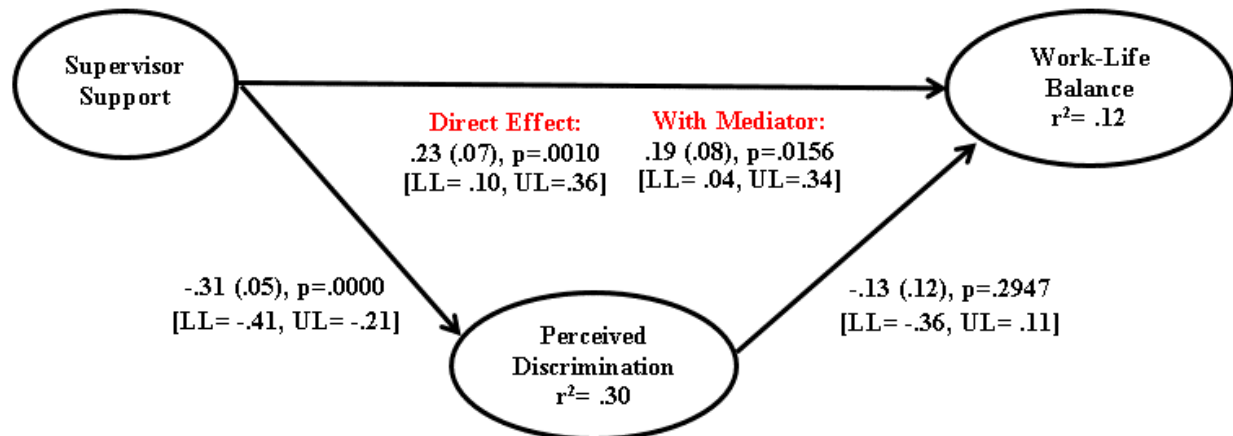 Supervisor
Support
Work-Life
Balance
r²= .12
Direct Effect:
.23 (.07), p=.0010
[LL= .10, UL=.36]
With Mediator:
.19 (.08), p=.0156
[LL= .04, UL=.34]
-.31 (.05), p=.0000
[LL= -.41, UL= -.21]
Perceived
Discrimination
r²= .30
-.13 (.12), p=.2947
[LL= -.36, UL= .11]